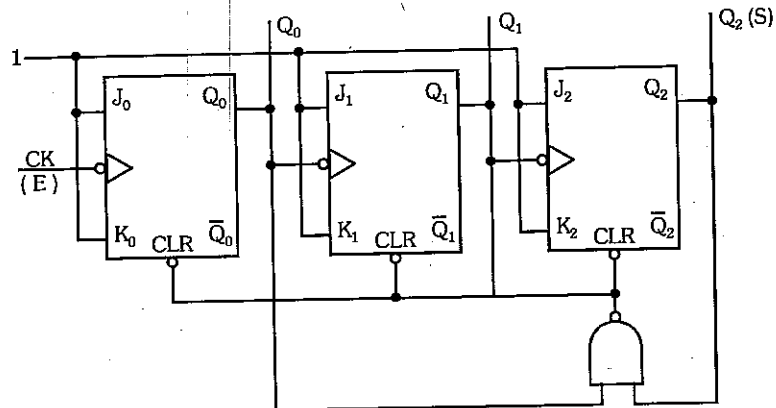 Q₀
Q₁
Q₂ (S)
1
J₀ Q₀
J₁ Q₁
J₂ Q₂
CK
(E)
K₀ CLR Q̅₀
K₁ CLR Q̅₁
K₂ CLR Q̅₂